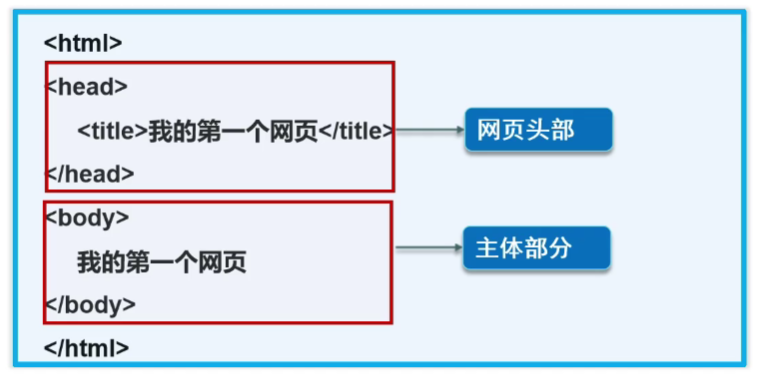 <html>
<head>
<title>我的第一个网页</title>
网页头部
</head>
<body>
我的第一个网页
主体部分
</body>
</html>